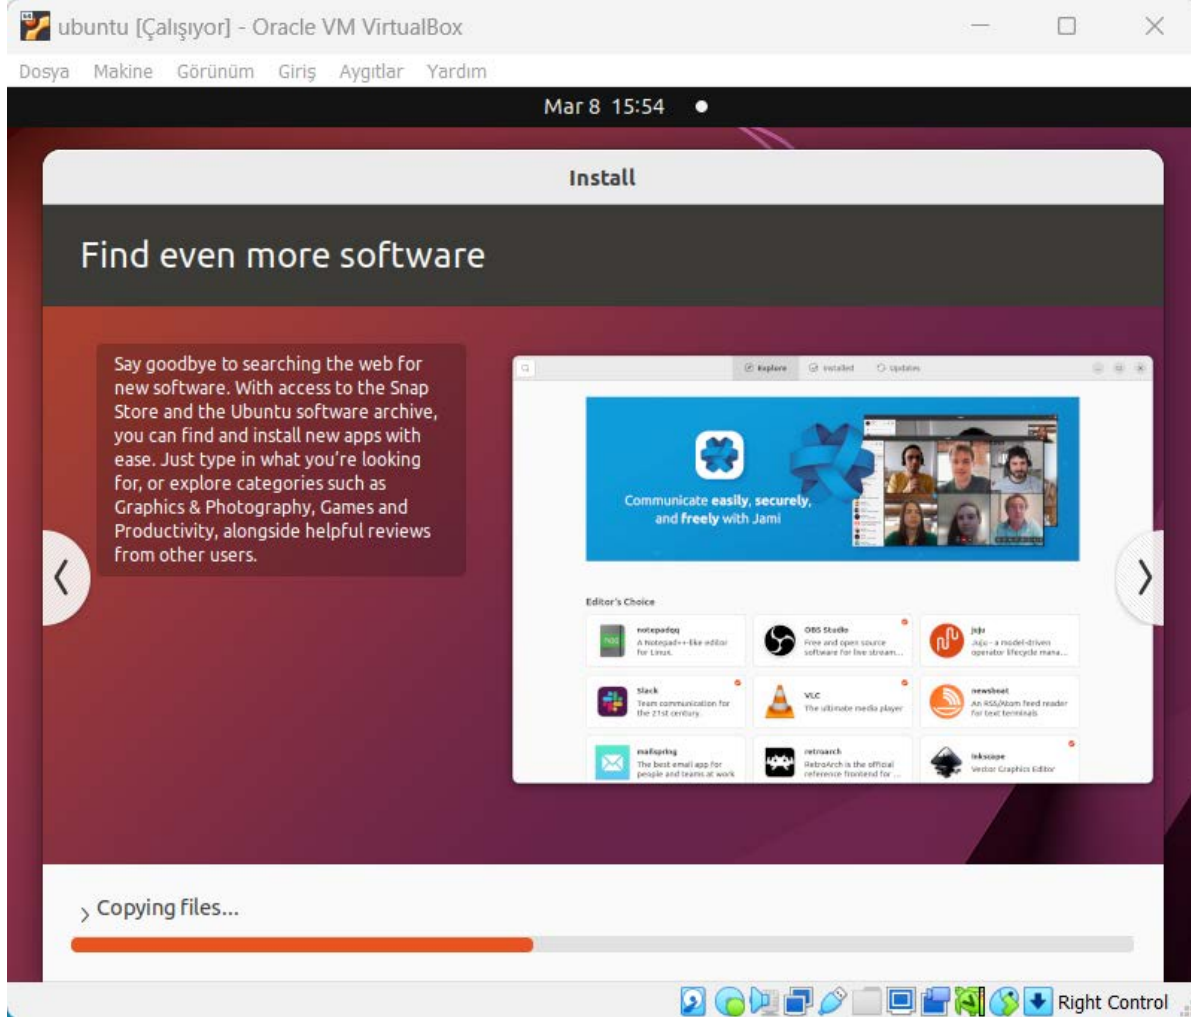 ubuntu [Çalışıyor] - Oracle VM VirtualBox
Dosya Makine Görünüm Giriş Aygıtlar Yardım
Mar 8 15:54
Install
Find even more software
Say goodbye to searching the web for
new software. With access to the Snap
Store and the Ubuntu software archive,
you can find and install new apps with
ease. Just type in what you're looking
for, or explore categories such as
Graphics & Photography, Games and
Productivity, alongside helpful reviews
from other users.
Explore Installed Updates
Communicate easily, securely,
and freely with Jami
Editor's Choice
notepadqq
A Notepad++-like editor
for Linux.
OBS Studio
Free and open source
software for live stream...
juju
Juju - a model-driven
operator lifecycle mana...
Slack
Team communication for
the 21st century.
VLC
The ultimate media player
newsboat
An RSS/Atom feed reader
for text terminals
mailspring
The best email app for
people and teams at work
retroarch
RetroArch is the official
reference frontend for ...
Inkscape
Vector Graphics Editor
Copying files...
Right Control